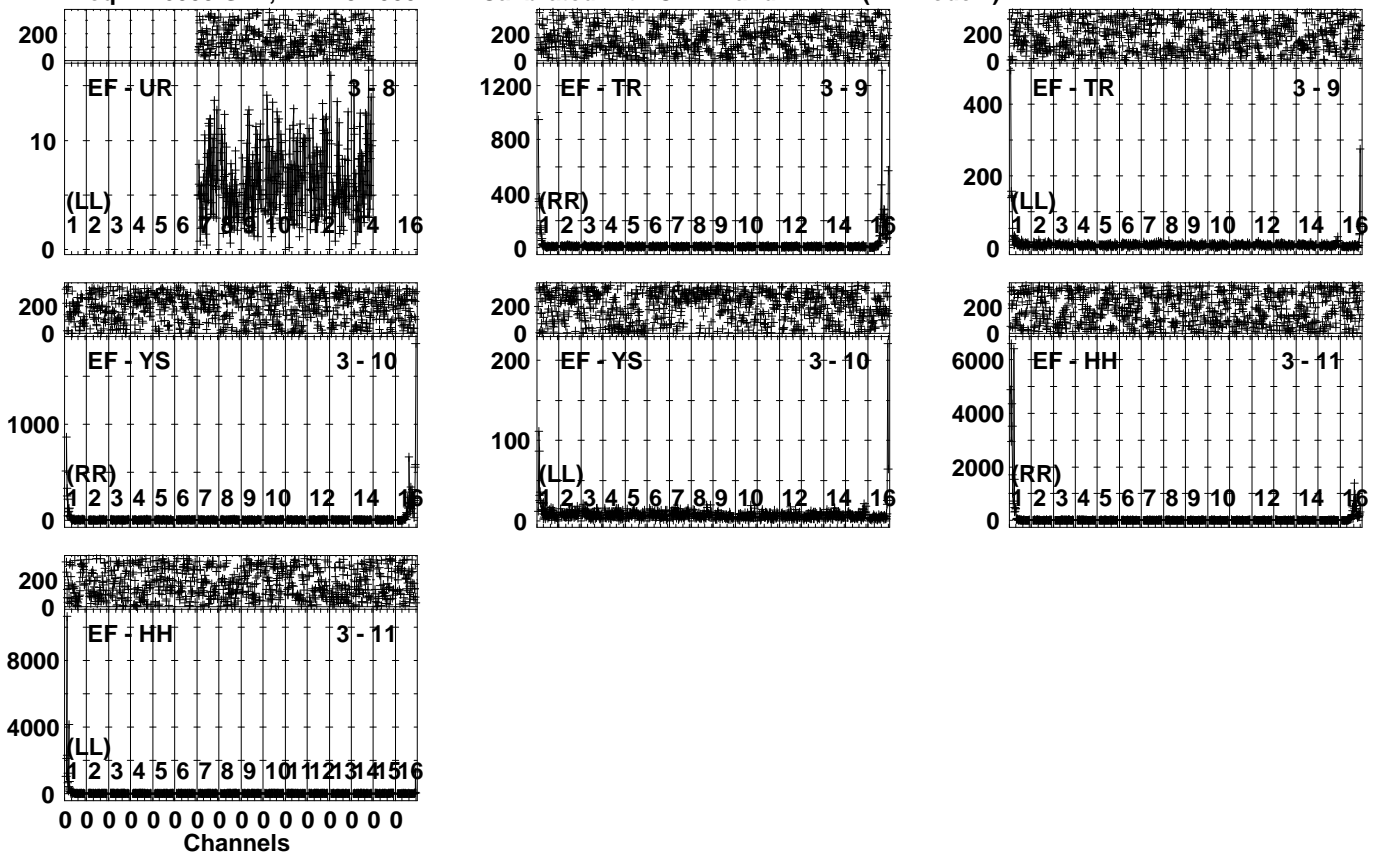 200
0
EF - UR 3 - 8
10
(LL)
1 2 3 4 5 6 7 8 9 10 12 14 16
0
200
0
1200
EF - TR 3 - 9
800
400
(RR)
1 2 3 4 5 6 7 8 9 10 12 14 16
0
200
0
EF - TR 3 - 9
400
200
(LL)
1 2 3 4 5 6 7 8 9 10 12 14 16
0
200
0
EF - YS 3 - 10
1000
(RR)
1 2 3 4 5 6 7 8 9 10 12 14 16
0
200
0
200
EF - YS 3 - 10
100
(LL)
1 2 3 4 5 6 7 8 9 10 12 14 16
0
200
0
6000
EF - HH 3 - 11
4000
2000
(RR)
1 2 3 4 5 6 7 8 9 10 12 14 16
0
200
0
EF - HH 3 - 11
8000
4000
(LL)
1 2 3 4 5 6 7 8 9 10 11 12 13 14 15 16
0
0 0 0 0 0 0 0 0 0 0 0 0 0 0 0 0
Channels